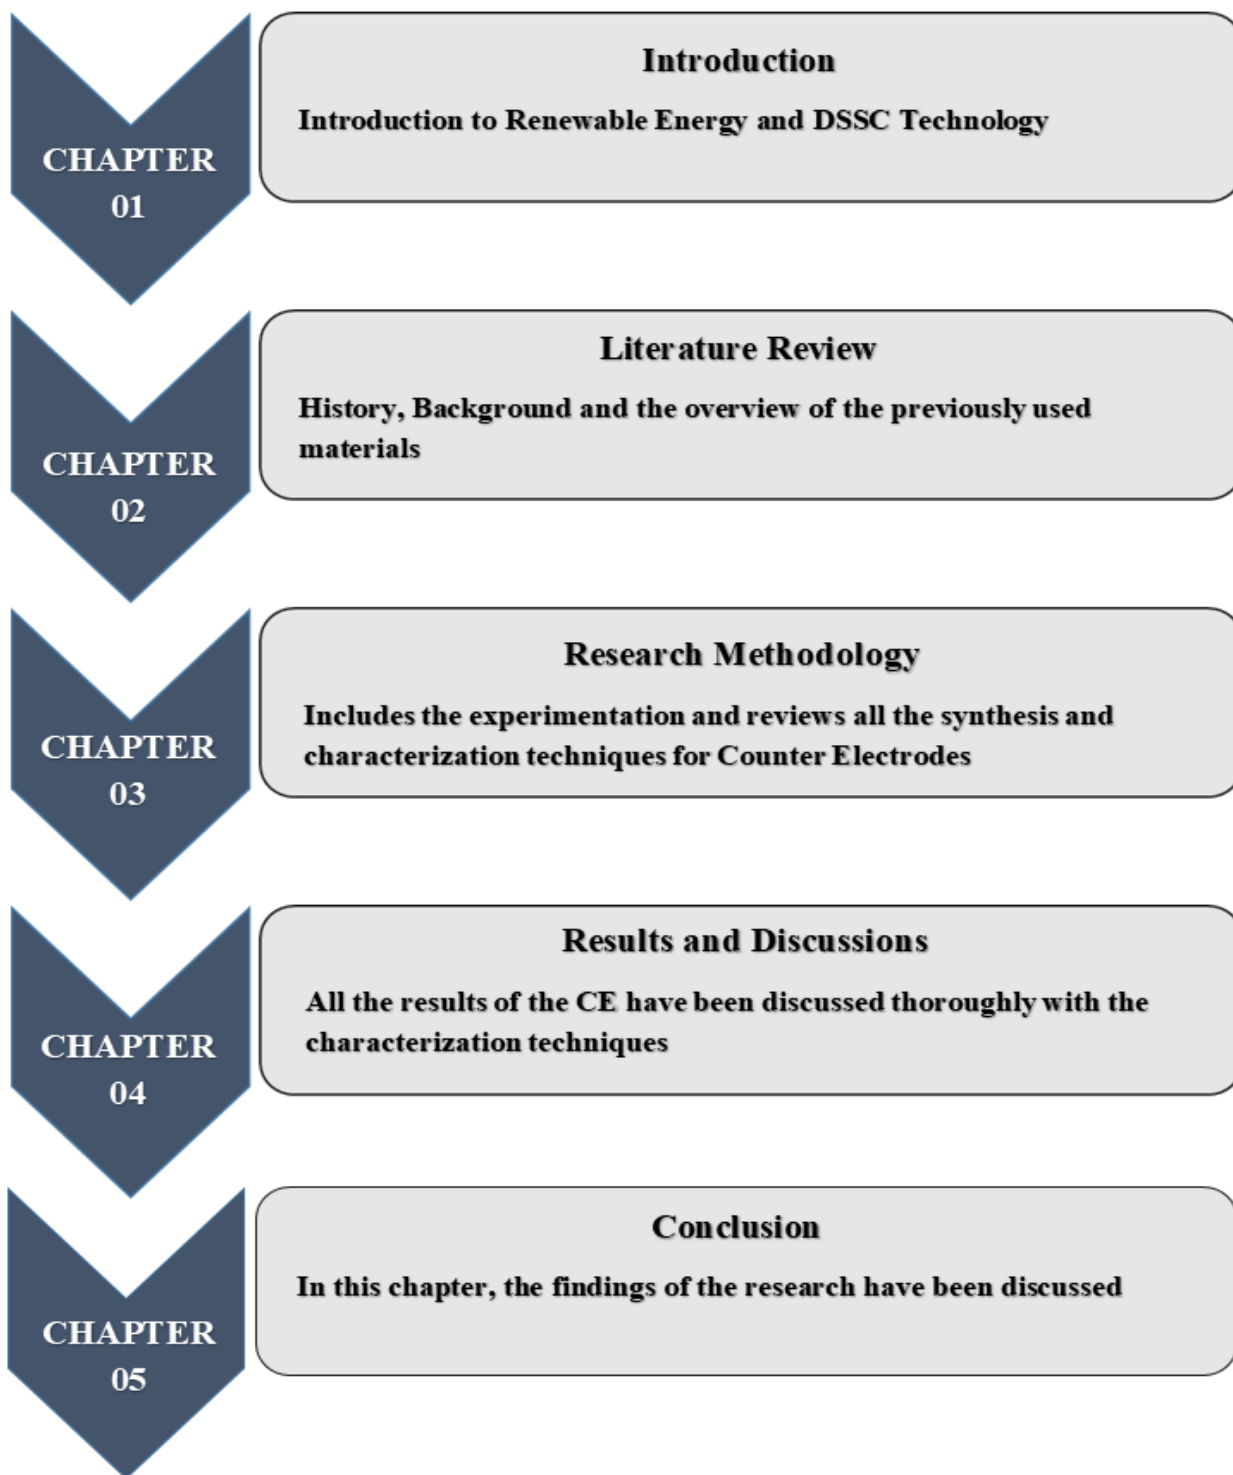 CHAPTER
01
Introduction
Introduction to Renewable Energy and DSSC Technology
CHAPTER
02
Literature Review
History, Background and the overview of the previously used
materials
CHAPTER
03
Research Methodology
Includes the experimentation and reviews all the synthesis and
characterization techniques for Counter Electrodes
CHAPTER
04
Results and Discussions
All the results of the CE have been discussed thoroughly with the
characterization techniques
CHAPTER
05
Conclusion
In this chapter, the findings of the research have been discussed